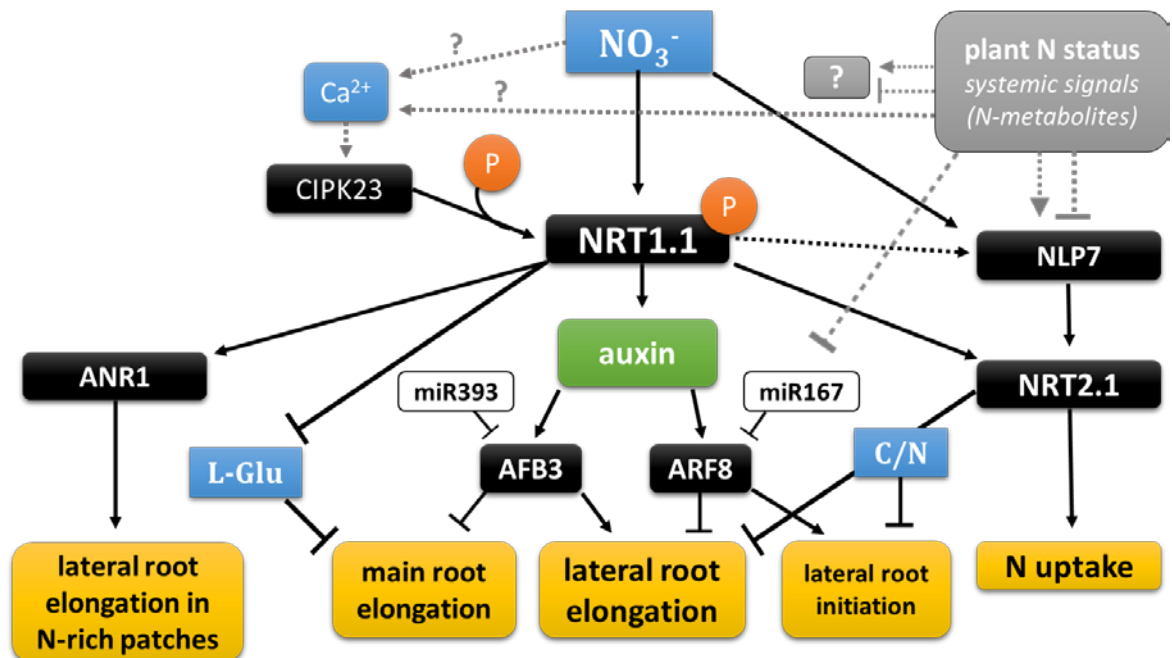 NO₃⁻
plant N status
systemic signals
(N-metabolites)
?
?
Ca²⁺
?
CIPK23
P
P
NRT1.1
NLP7
auxin
ANR1
miR393
miR167
NRT2.1
L-Glu
AFB3
ARF8
C/N
lateral root
elongation in
N-rich patches
main root
elongation
lateral root
elongation
lateral root
initiation
N uptake